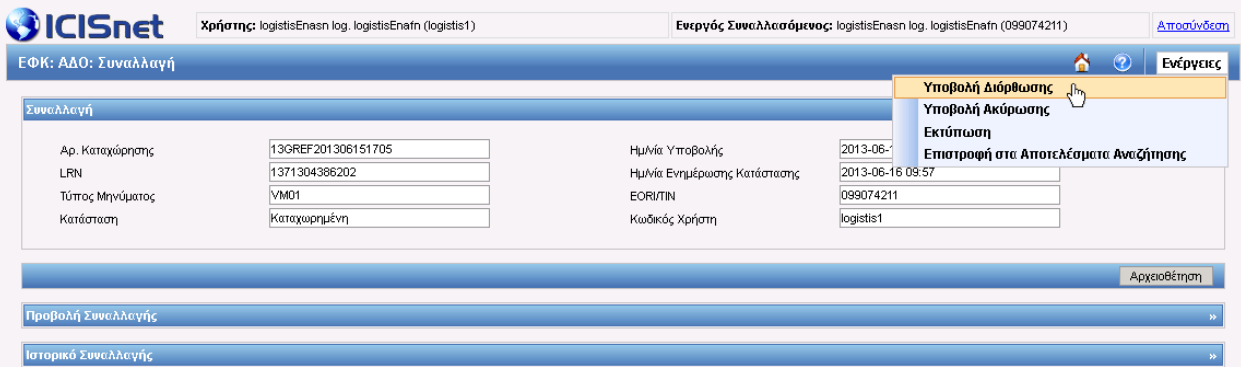 ICISnet Χρήστης: logistisEnasn log. logistisEnafn (logistis1) Ενεργός Συναλλασόμενος: logistisEnasn log. logistisEnafn (099074211) Αποσύνδεση
ΕΦΚ: ΑΔΟ: Συναλλαγή ? Ενέργειες
Υποβολή Διόρθωσης
Υποβολή Ακύρωσης
Εκτύπωση
Επιστροφή στα Αποτελέσματα Αναζήτησης
Συναλλαγή
Αρ. Καταχώρησης 13GREF201306151705 Ημ/νία Υποβολής 2013-06-1
LRN 1371304386202 Ημ/νία Ενημέρωσης Κατάστασης 2013-06-16 09:57
Τύπος Μηνύματος VM01 EORI/TIN 099074211
Κατάσταση Καταχωρημένη Κωδικός Χρήστη logistis1
Αρχειοθέτηση
Προβολή Συναλλαγής »
Ιστορικό Συναλλαγής »